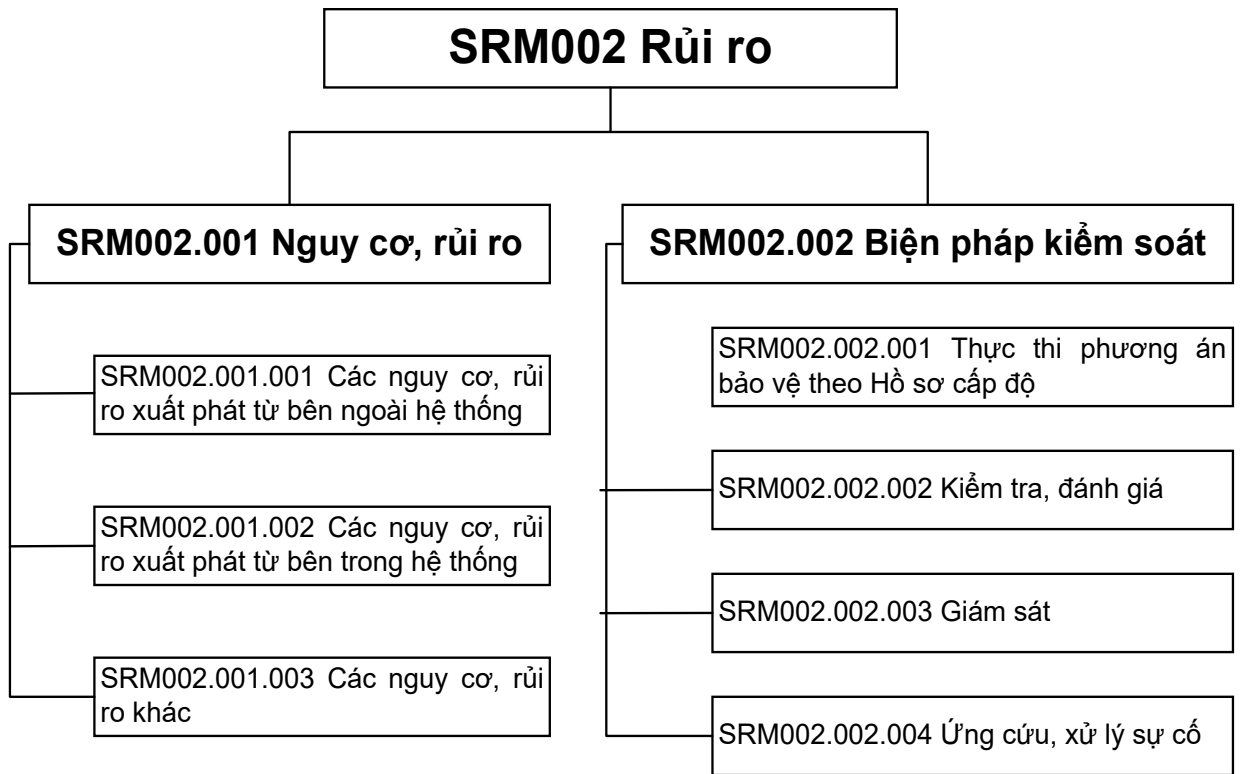 SRM002 Rủi ro
SRM002.001 Nguy cơ, rủi ro
SRM002.001.001 Các nguy cơ, rủi
ro xuất phát từ bên ngoài hệ thống
SRM002.001.002 Các nguy cơ, rủi
ro xuất phát từ bên trong hệ thống
SRM002.001.003 Các nguy cơ, rủi
ro khác
SRM002.002 Biện pháp kiểm soát
SRM002.002.001 Thực thi phương án
bảo vệ theo Hồ sơ cấp độ
SRM002.002.002 Kiểm tra, đánh giá
SRM002.002.003 Giám sát
SRM002.002.004 Ứng cứu, xử lý sự cố